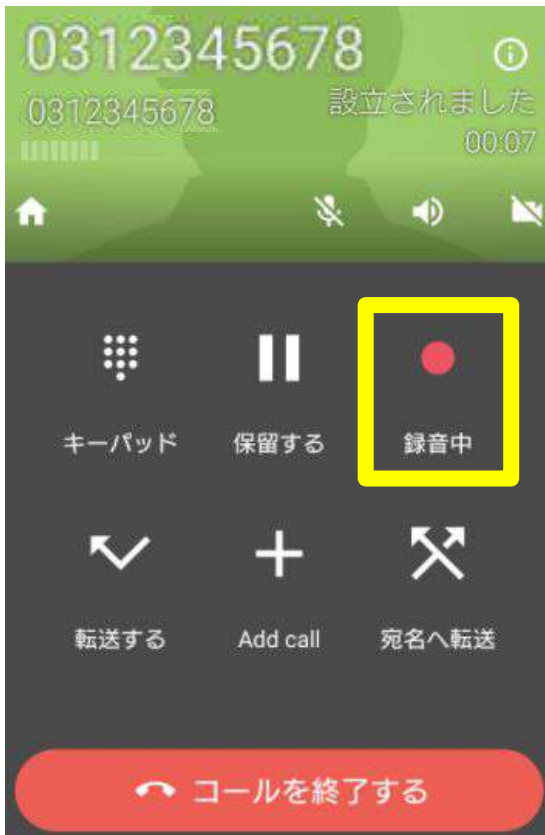 0312345678
0312345678 設立されました
00:07
キーパッド 保留する 録音中
転送する Add call 宛名へ転送
コールを終了する